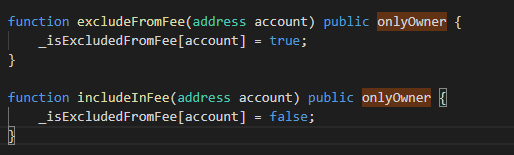 function excludeFromFee(address account) public onlyOwner {
_isExcludedFromFee[account] = true;
}
function includeInFee(address account) public onlyOwner {
_isExcludedFromFee[account] = false;
}